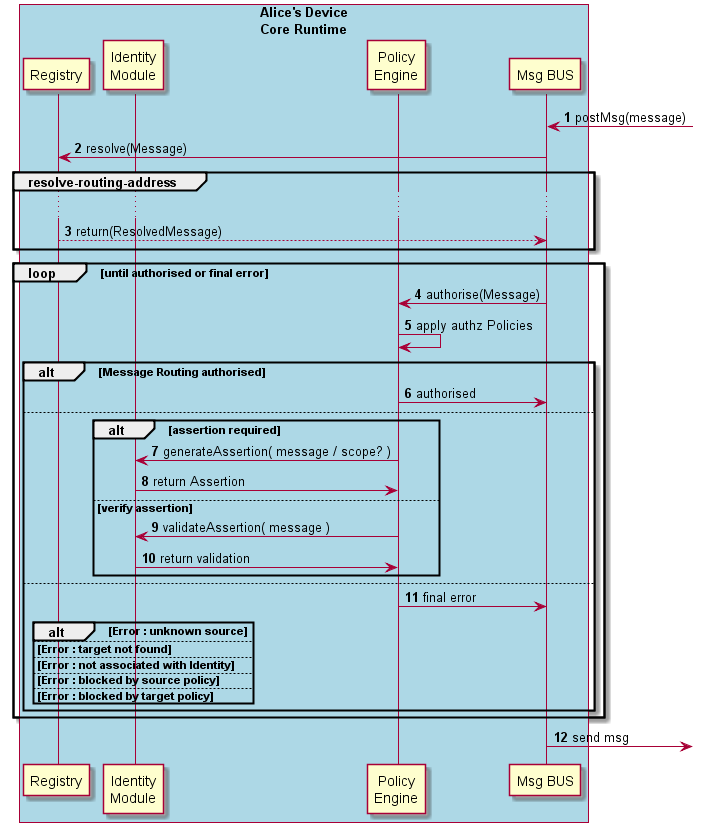 Alice's Device
Core Runtime
Registry
Identity
Module
Policy
Engine
Msg BUS
1 postMsg(message)
2 resolve(Message)
resolve-routing-address
3 return(ResolvedMessage)
loop [until authorised or final error]
4 authorise(Message)
5 apply authz Policies
alt [Message Routing authorised]
6 authorised
alt [assertion required]
7 generateAssertion( message / scope? )
8 return Assertion
[verify assertion]
9 validateAssertion( message )
10 return validation
11 final error
alt [Error : unknown source]
[Error : target not found]
[Error : not associated with Identity]
[Error : blocked by source policy]
[Error : blocked by target policy]
12 send msg
Registry
Identity
Module
Policy
Engine
Msg BUS